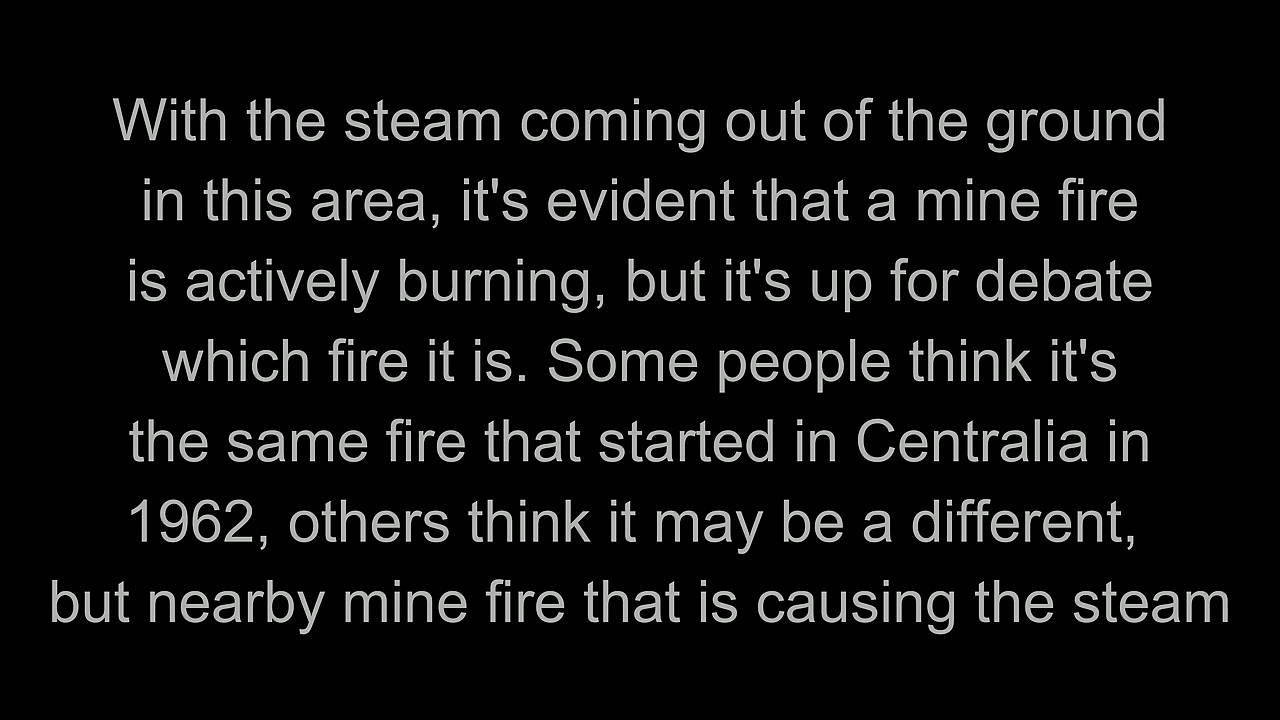 With the steam coming out of the ground
in this area, it's evident that a mine fire
is actively burning, but it's up for debate
which fire it is. Some people think it's
the same fire that started in Centralia in
1962, others think it may be a different,
but nearby mine fire that is causing the steam